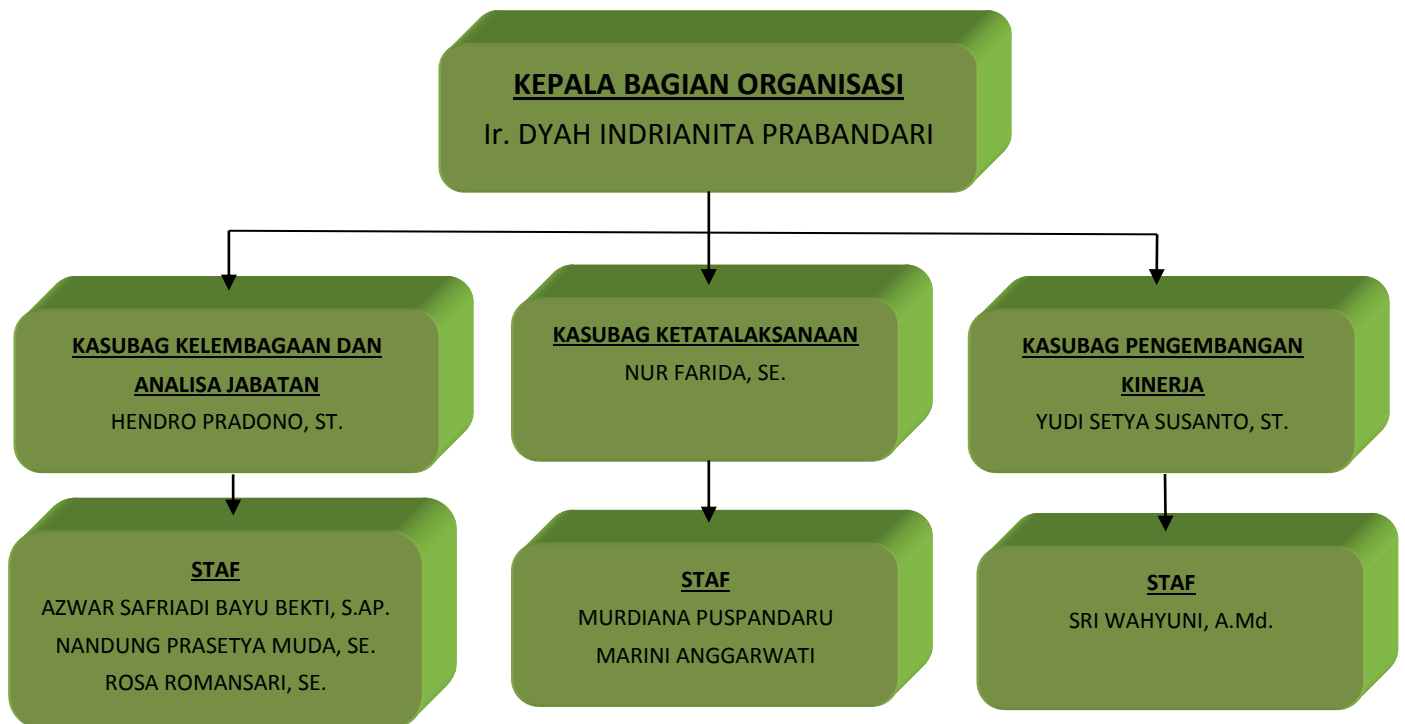 KEPALA BAGIAN ORGANISASI
Ir. DYAH INDRIANITA PRABANDARI
KASUBAG KELEMBAGAAN DAN
ANALISA JABATAN
HENDRO PRADONO, ST.
KASUBAG KETATALAKSANAAN
NUR FARIDA, SE.
KASUBAG PENGEMBANGAN
KINERJA
YUDI SETYA SUSANTO, ST.
STAF
AZWAR SAFRIADI BAYU BEKTI, S.AP.
NANDUNG PRASETYA MUDA, SE.
ROSA ROMANSARI, SE.
STAF
MURDIANA PUSPANDARU
MARINI ANGGARWATI
STAF
SRI WAHYUNI, A.Md.